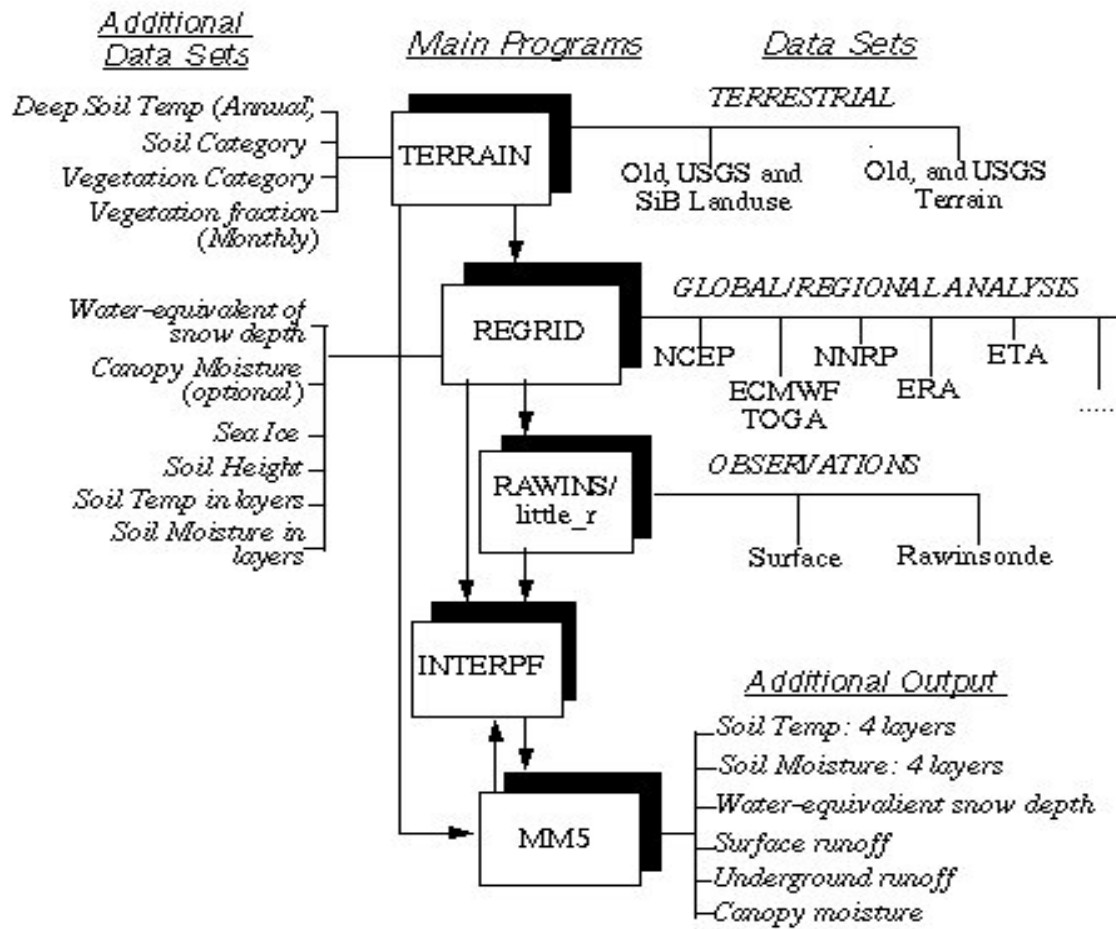 Additional
Data Sets
Main Programs
Data Sets
Deep Soil Temp (Annual,
Soil Category
Vegetation Category
Vegetation fraction
(Monthly)
TERRAIN
TERRESTRIAL
Old, USGS and
SiB Landuse
Old, and USGS
Terrain
Water-equivalent of
snow depth
Canopy Moisture
(optional)
Sea Ice
Soil Height
Soil Temp in layers
Soil Moisture in
layers
REGRID
GLOBAL/REGIONAL ANALYSIS
NCEP
ECMWF
TOGA
NNRP
ERA
ETA
.....
RAWINS/
little_r
OBSERVATIONS
Surface
Rawinsonde
INTERPF
MM5
Additional Output
Soil Temp: 4 layers
Soil Moisture: 4 layers
Water-equivalient snow depth
Surface runoff
Underground runoff
Canopy moisture